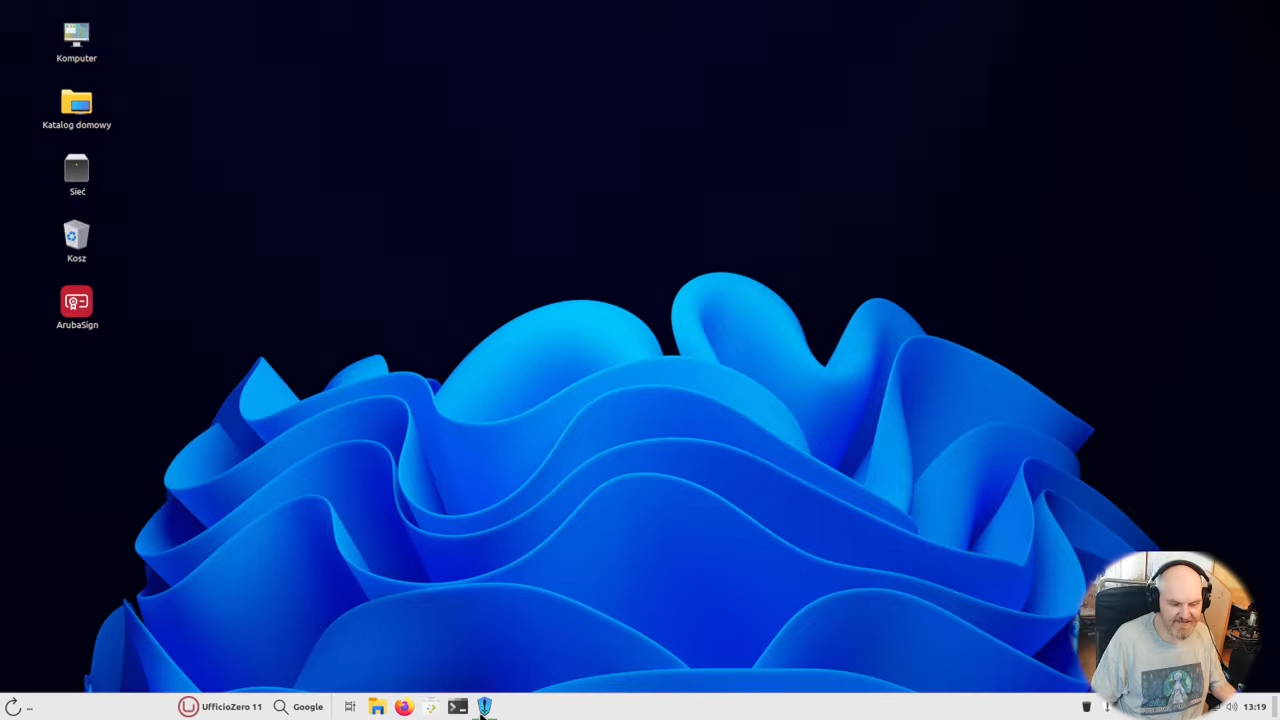 Komputer
Katalog domowy
Sieć
Kosz
ArubaSign
... UfficioZero 11 Google 13:19